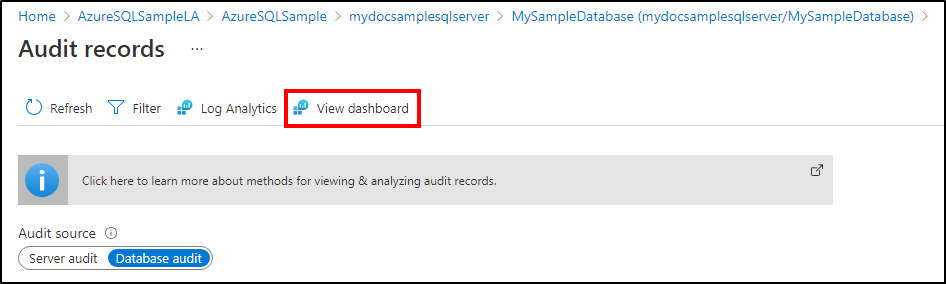 Home > AzureSQLSampleLA > AzureSQLSample > mydocsamplesqlserver > MySampleDatabase (mydocsamplesqlserver/MySampleDatabase) >
Audit records ...
Refresh Filter Log Analytics View dashboard
Click here to learn more about methods for viewing & analyzing audit records.
Audit source
Server audit Database audit